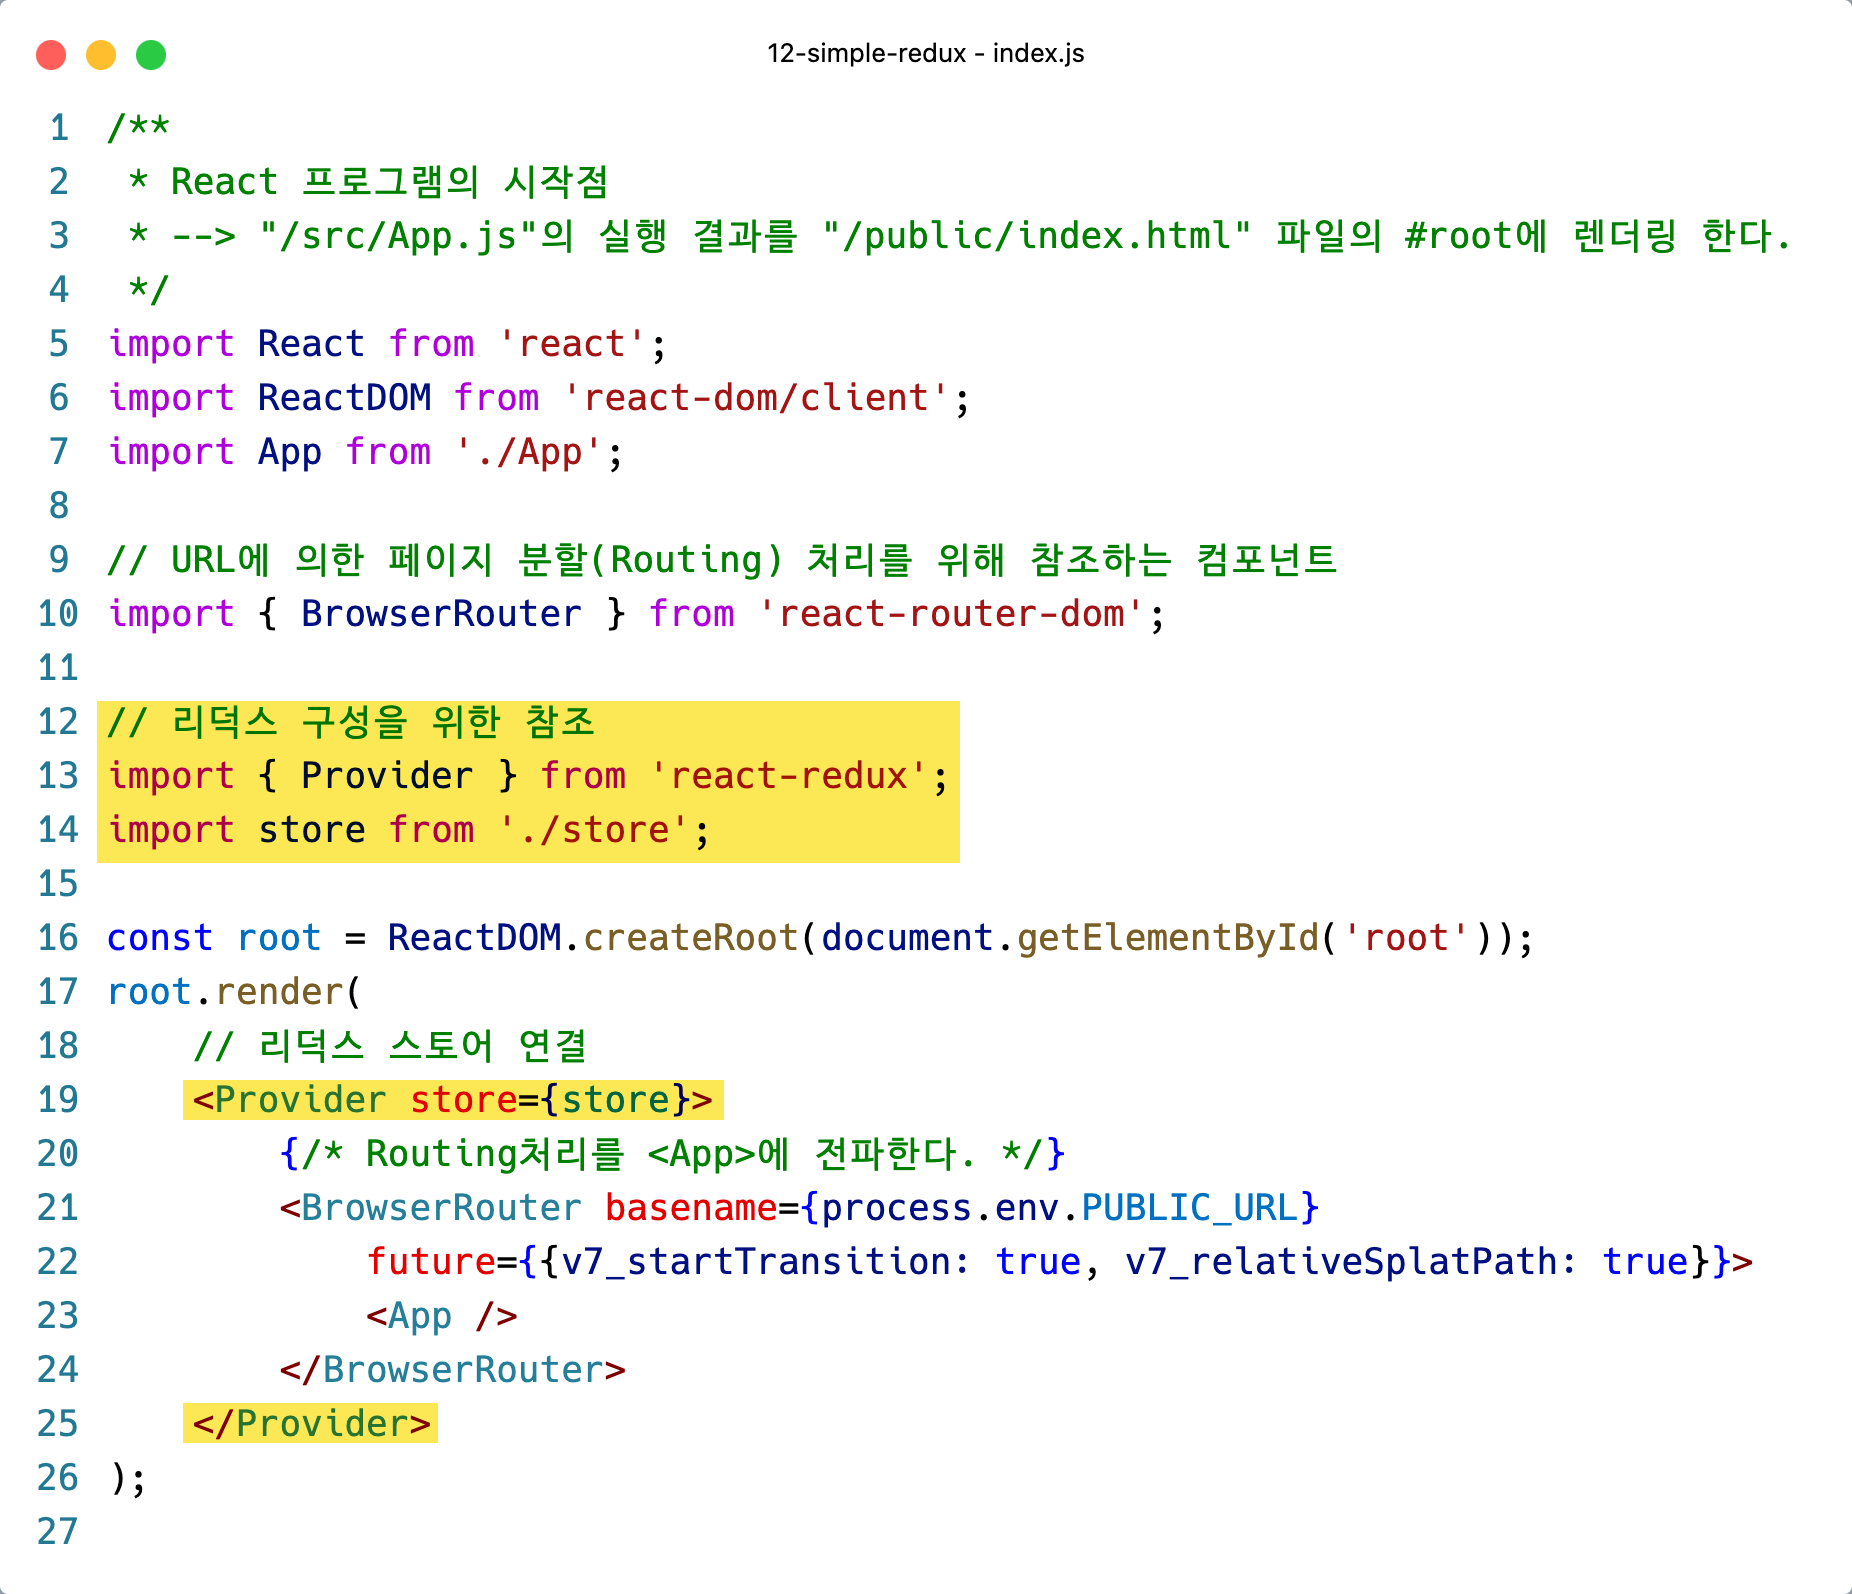 12-simple-redux - index.js
1 /**
2  * React 프로그램의 시작점
3  * --> "/src/App.js"의 실행 결과를 "/public/index.html" 파일의 #root에 렌더링 한다.
4  */
5 import React from 'react';
6 import ReactDOM from 'react-dom/client';
7 import App from './App';
8
9 // URL에 의한 페이지 분할(Routing) 처리를 위해 참조하는 컴포넌트
10 import { BrowserRouter } from 'react-router-dom';
11
12 // 리덕스 구성을 위한 참조
13 import { Provider } from 'react-redux';
14 import store from './store';
15
16 const root = ReactDOM.createRoot(document.getElementById('root'));
17 root.render(
18     // 리덕스 스토어 연결
19     <Provider store={store}>
20         {/* Routing처리를 <App>에 전파한다. */}
21         <BrowserRouter basename={process.env.PUBLIC_URL}
22             future={{v7_startTransition: true, v7_relativeSplatPath: true}}>
23             <App />
24         </BrowserRouter>
25     </Provider>
26 );
27